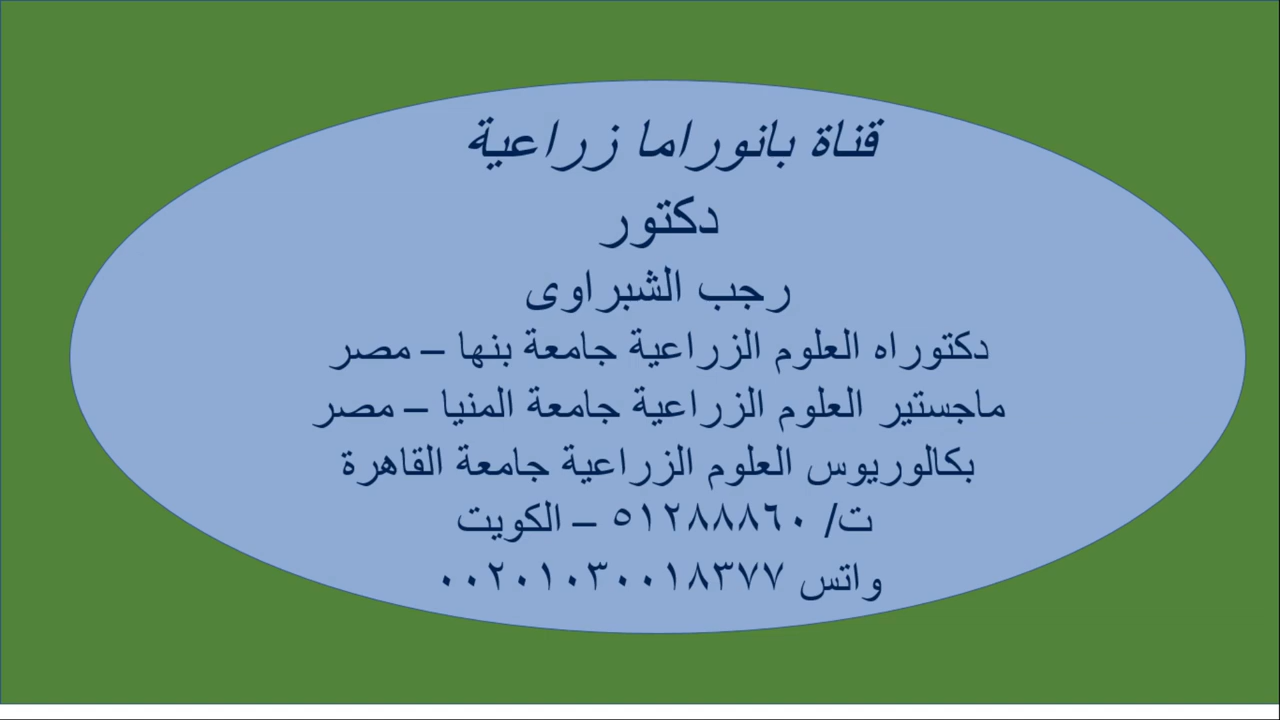 قناة بانوراما زراعية
دكتور
رجب الشبراوى
دكتوراه العلوم الزراعية جامعة بنها – مصر
ماجستير العلوم الزراعية جامعة المنيا – مصر
بكالوريوس العلوم الزراعية جامعة القاهرة
ت/ ٥١٢٨٨٨٦٠ – الكويت
واتس ٠٠٢٠١٠٣٠٠١٨٣٧٧